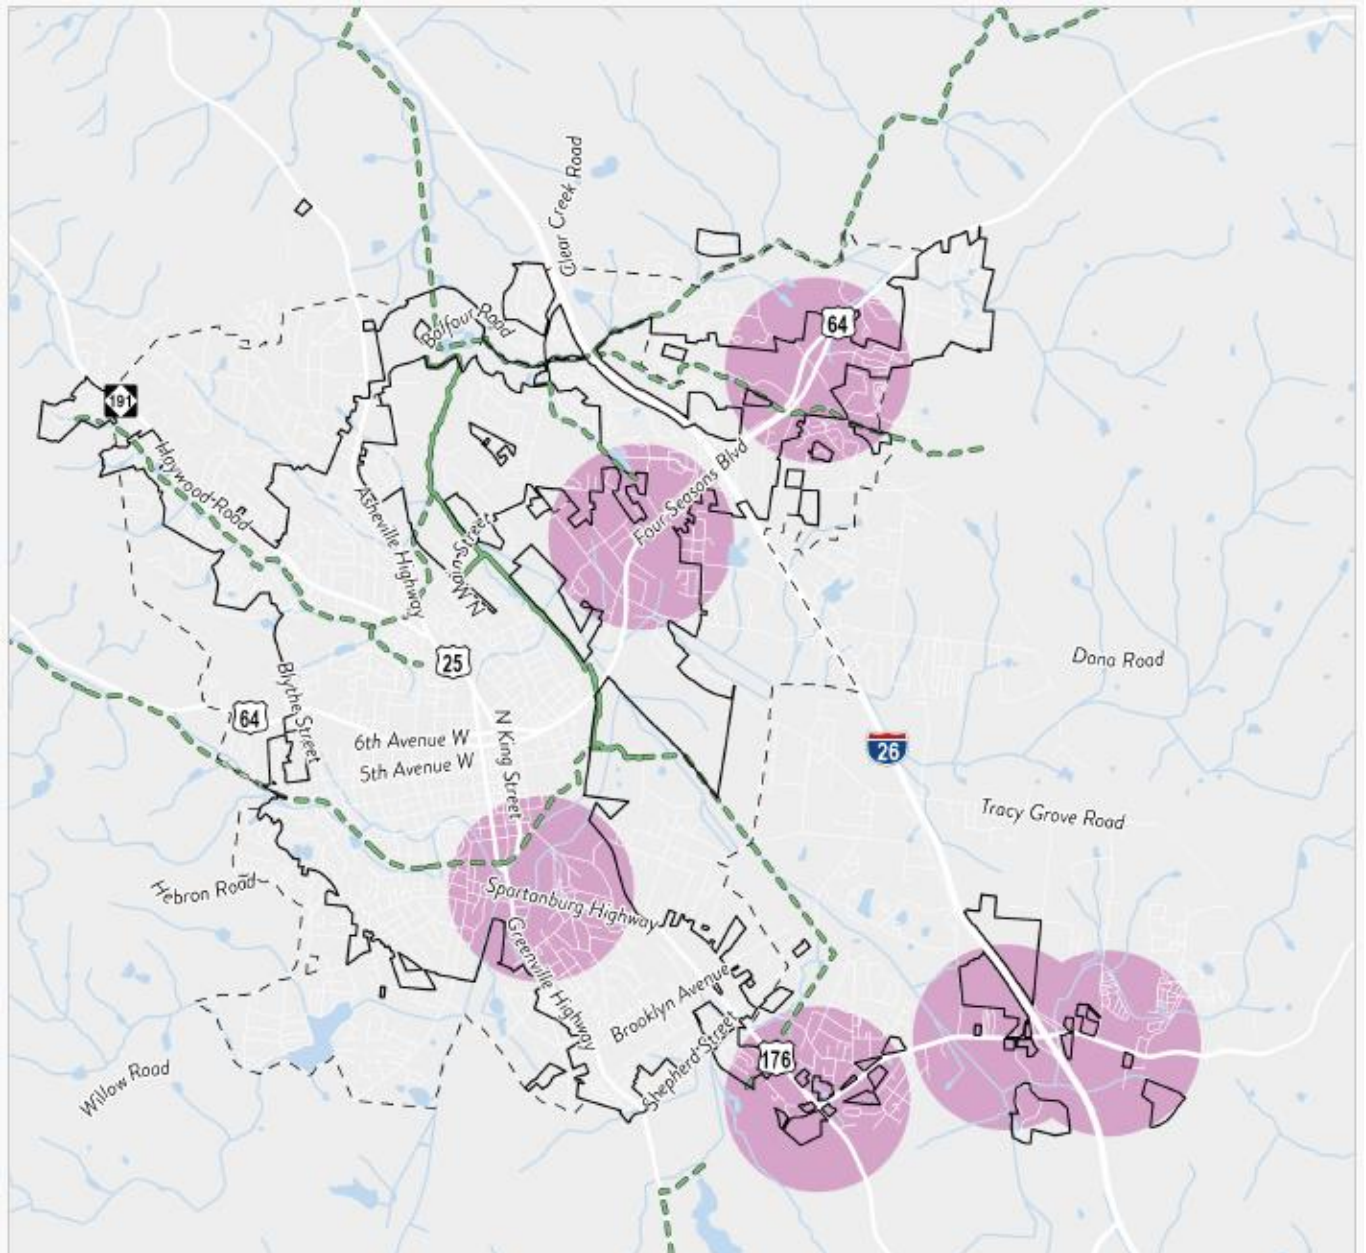 Clear Creek Road
64
Balfour Road
191
Haywood Road
Asheville Highway
N Main Street
Four Seasons Blvd
25
Dana Road
Blythe Street
64
N King Street
6th Avenue W
5th Avenue W
26
Tracy Grove Road
Hebron Road
Spartanburg Highway
Greenville Highway
Brooklyn Avenue
Shepherd Street
176
Willow Road